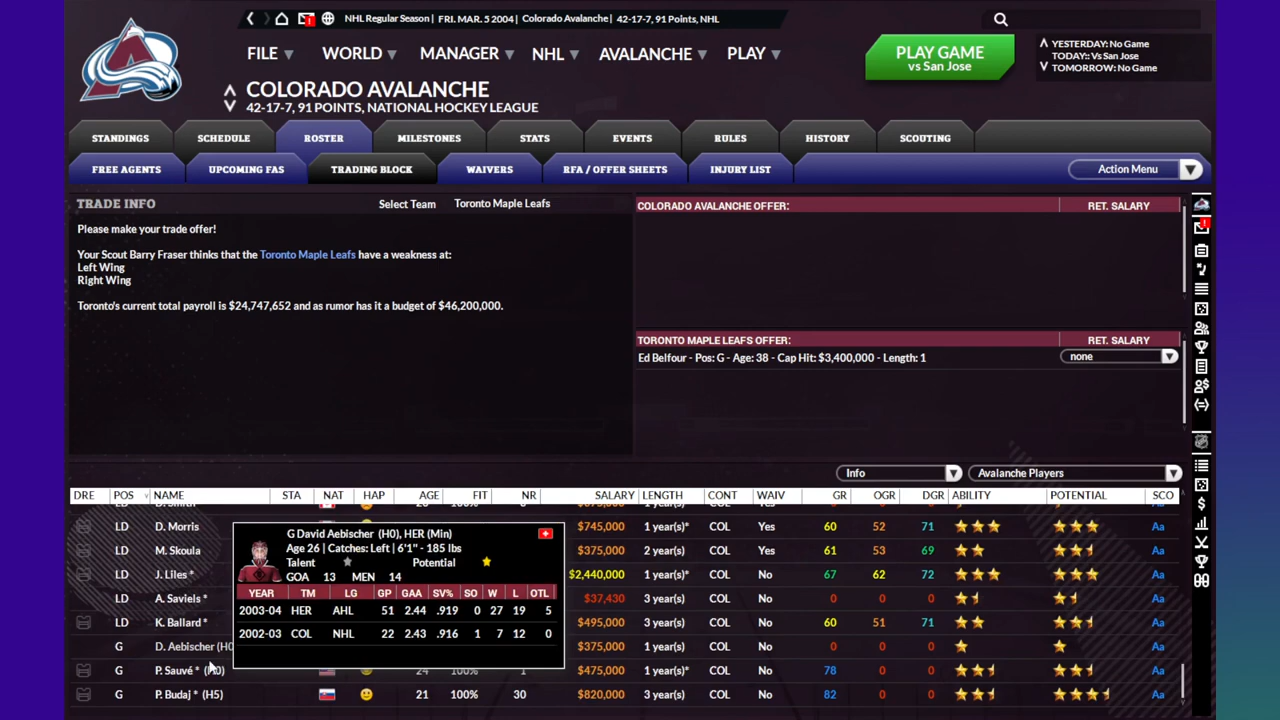 NHL Regular Season | FRI. MAR. 5 2004 | Colorado Avalanche | 42-17-7, 91 Points, NHL
FILE WORLD MANAGER NHL AVALANCHE PLAY
PLAY GAME
vs San Jose
YESTERDAY: No Game
TODAY:: Vs San Jose
TOMORROW: No Game
COLORADO AVALANCHE
42-17-7, 91 POINTS, NATIONAL HOCKEY LEAGUE
STANDINGS SCHEDULE ROSTER MILESTONES STATS EVENTS RULES HISTORY SCOUTING
FREE AGENTS UPCOMING FAS TRADING BLOCK WAIVERS RFA / OFFER SHEETS INJURY LIST Action Menu
TRADE INFO Select Team Toronto Maple Leafs
Please make your trade offer!
Your Scout Barry Fraser thinks that the Toronto Maple Leafs have a weakness at:
Left Wing
Right Wing
Toronto's current total payroll is $24,747,652 and as rumor has it a budget of $46,200,000.
COLORADO AVALANCHE OFFER: RET. SALARY
TORONTO MAPLE LEAFS OFFER: RET. SALARY
Ed Belfour - Pos: G - Age: 38 - Cap Hit: $3,400,000 - Length: 1 none
Info Avalanche Players
DRE POS NAME STA NAT HAP AGE FIT NR SALARY LENGTH CONT WAIV GR OGR DGR ABILITY POTENTIAL SCO
LD D. Morris $745,000 1 year(s)* COL Yes 60 52 71 Aa
LD M. Skoula $375,000 2 year(s) COL Yes 61 53 69 Aa
LD J. Liles * $2,440,000 1 year(s)* COL No 67 62 72 Aa
LD A. Saviels * $37,430 3 year(s) COL No 0 0 0 Aa
LD K. Ballard * $495,000 3 year(s) COL No 60 51 71 Aa
G D. Aebischer (H0 $375,000 1 year(s) COL No 0 0 0 Aa
G P. Sauvé * 24 100% 1 $475,000 1 year(s)* COL No 78 0 0 Aa
G P. Budaj * (H5) 21 100% 30 $820,000 3 year(s) COL No 82 0 0 Aa
G David Aebischer (H0), HER (Min)
Age 26 | Catches: Left | 6'1" - 185 lbs
Talent Potential
GOA 13 MEN 14
YEAR TM LG GP GAA SV% SO W L OTL
2003-04 HER AHL 51 2.44 .919 0 27 19 5
2002-03 COL NHL 22 2.43 .916 1 7 12 0